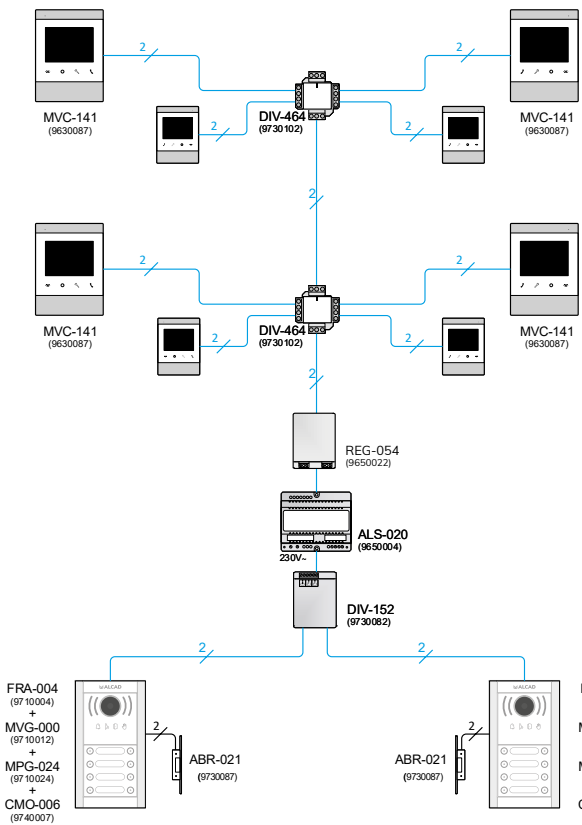 2
2
MVC-141
(9630087)
DIV-464
(9730102)
MVC-141
(9630087)
2
2
2
2
2
MVC-141
(9630087)
DIV-464
(9730102)
MVC-141
(9630087)
2
2
2
REG-054
(9650022)
ALS-020
(9650004)
230V~
DIV-152
(9730082)
2
2
FRA-004
(9710004)
+
MVG-000
(9710012)
+
MPG-024
(9710024)
+
CMO-006
(9740007)
ALCAD
2
ABR-021
(9730087)
ABR-021
(9730087)
2
ALCAD